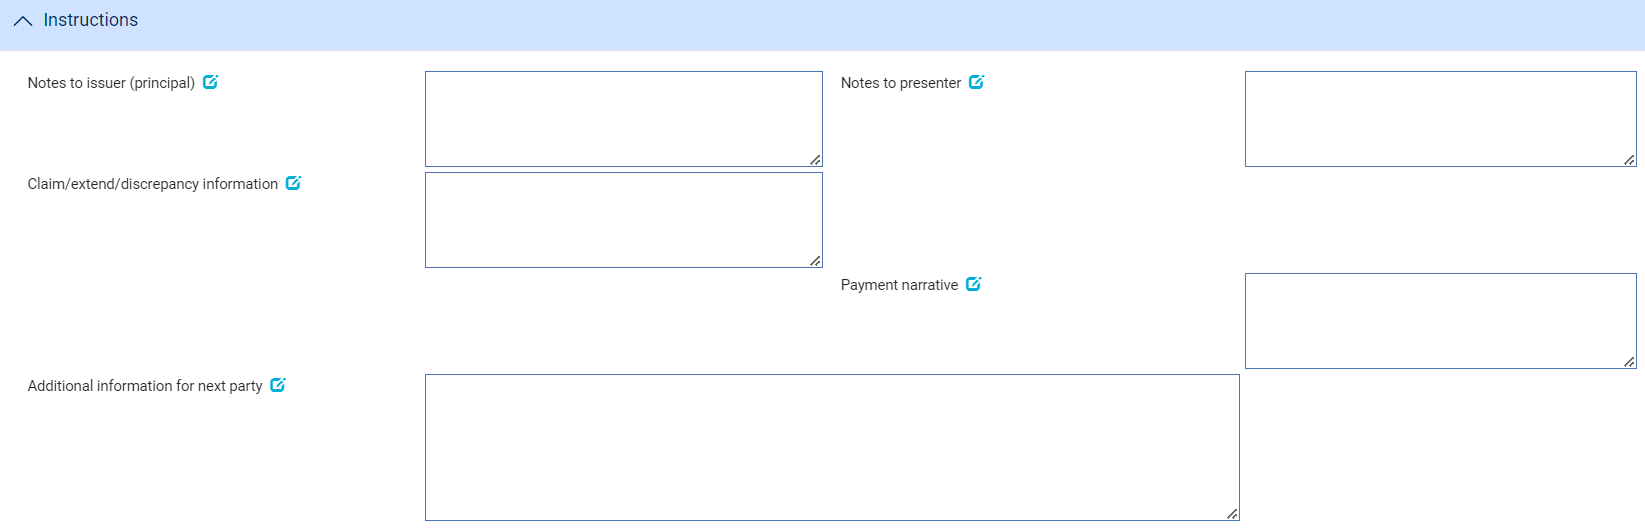 Instructions
Notes to issuer (principal)
Notes to presenter
Claim/extend/discrepancy information
Payment narrative
Additional information for next party